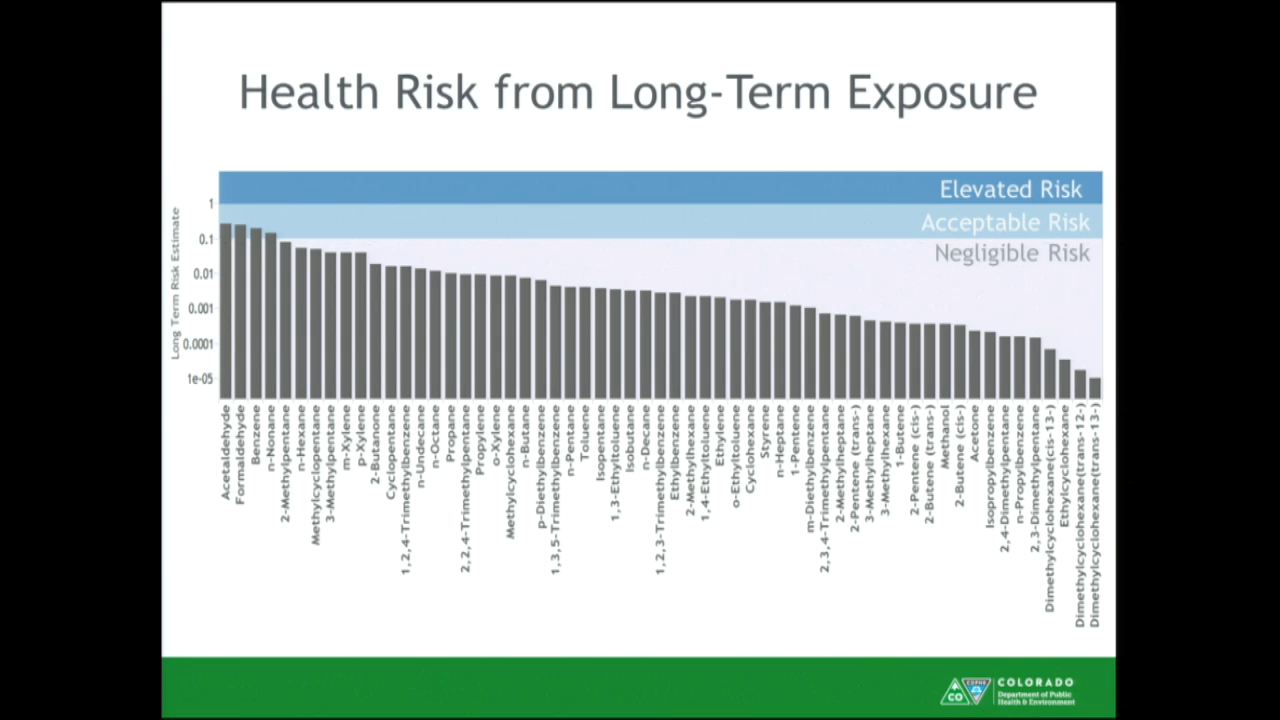 Health Risk from Long-Term Exposure
Elevated Risk
Acceptable Risk
Negligible Risk
Long Term Risk Estimate
1
0.1
0.01
0.001
0.0001
1e-05
Acetaldehyde
Formaldehyde
Benzene
n-Nonane
2-Methylpentane
n-Hexane
Methylcyclopentane
3-Methylpentane
m-Xylene
p-Xylene
2-Butanone
Cyclopentane
1,2,4-Trimethylbenzene
n-Undecane
n-Octane
Propane
2,2,4-Trimethylpentane
Propylene
o-Xylene
Methylcyclohexane
n-Butane
p-Diethylbenzene
1,3,5-Trimethylbenzene
n-Pentane
Toluene
Isopentane
1,3-Ethyltoluene
Isobutane
n-Decane
1,2,3-Trimethylbenzene
Ethylbenzene
2-Methylhexane
1,4-Ethyltoluene
Ethylene
o-Ethyltoluene
Cyclohexane
Styrene
n-Heptane
1-Pentene
m-Diethylbenzene
2,3,4-Trimethylpentane
2-Methylheptane
2-Pentene (trans-)
3-Methylheptane
3-Methylhexane
1-Butene
2-Pentene (cis-)
2-Butene (trans-)
Methanol
2-Butene (cis-)
Acetone
Isopropylbenzene
2,4-Dimethylpentane
n-Propylbenzene
2,3-Dimethylpentane
Dimethylcyclohexane(cis-13-)
Ethylcyclohexane
Dimethylcyclohexane(trans-12-)
Dimethylcyclohexane(trans-13-)
CO
CDPHE
COLORADO
Department of Public
Health & Environment